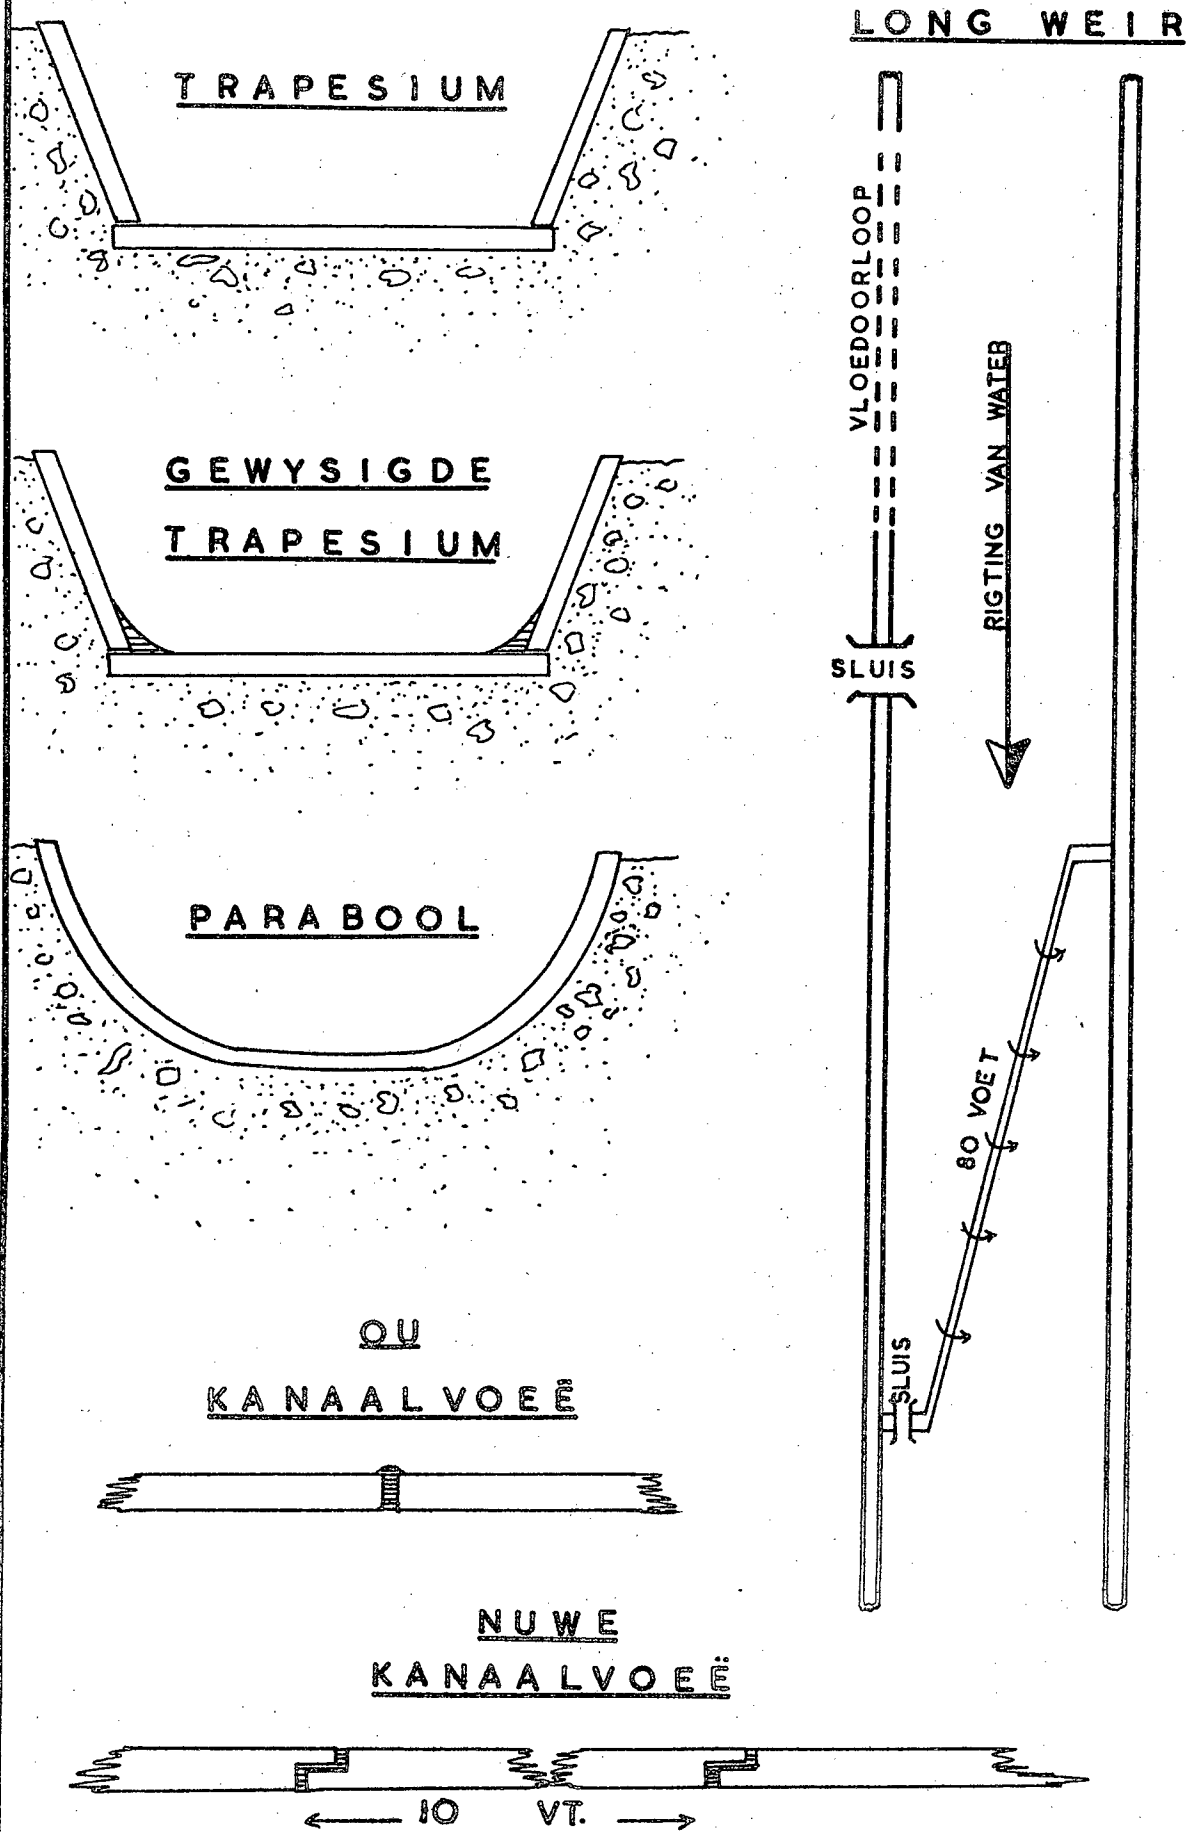 TRAPESIUM
GEWYSIGDE
TRAPESIUM
PARABOOL
OU
KANAALVOEË
NUWE
KANAALVOEË
10 VT.
LONG WEIR
VLOEDOORLOOP
RIGTING VAN WATER
SLUIS
80 VOET
SLUIS